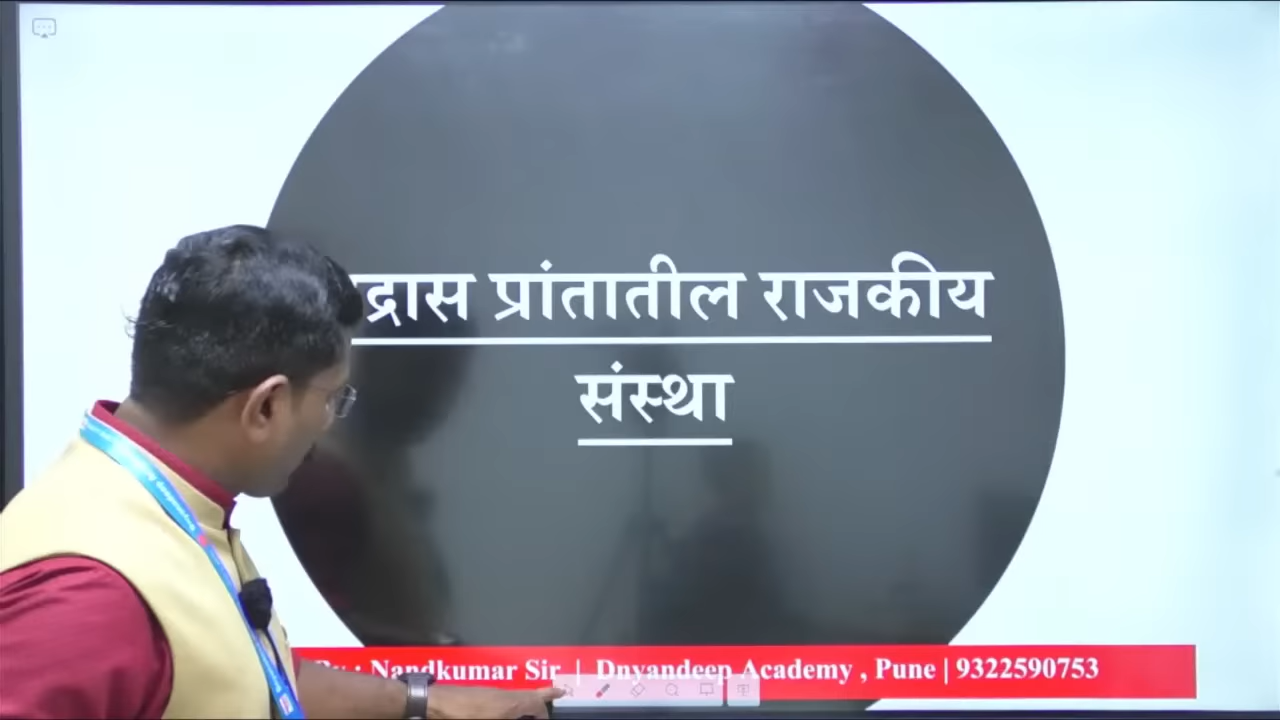 प्रांतातील राजकीय
संस्था
Nandkumar Sir | Dnyandeep Academy , Pune | 9322590753